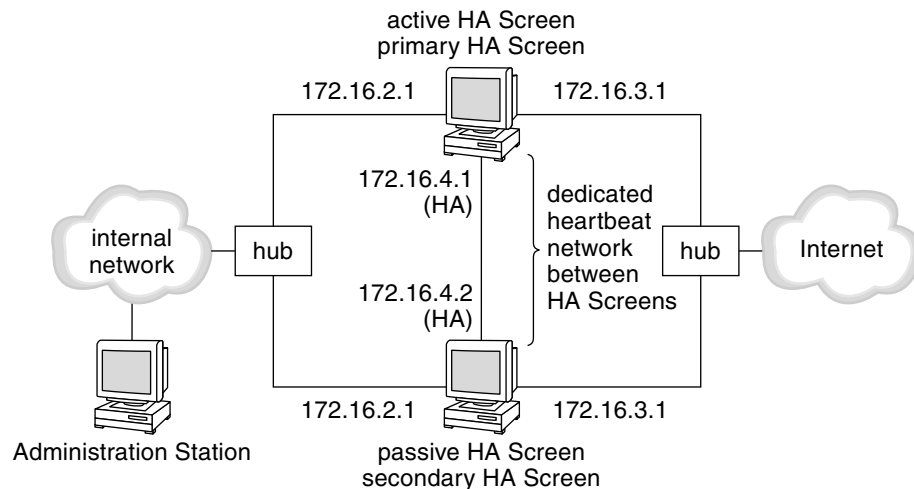 active HA Screen
primary HA Screen
172.16.2.1
172.16.3.1
172.16.4.1
(HA)
dedicated
heartbeat
network
between
HA Screens
internal
network
hub
hub
Internet
172.16.4.2
(HA)
172.16.2.1
172.16.3.1
Administration Station
passive HA Screen
secondary HA Screen